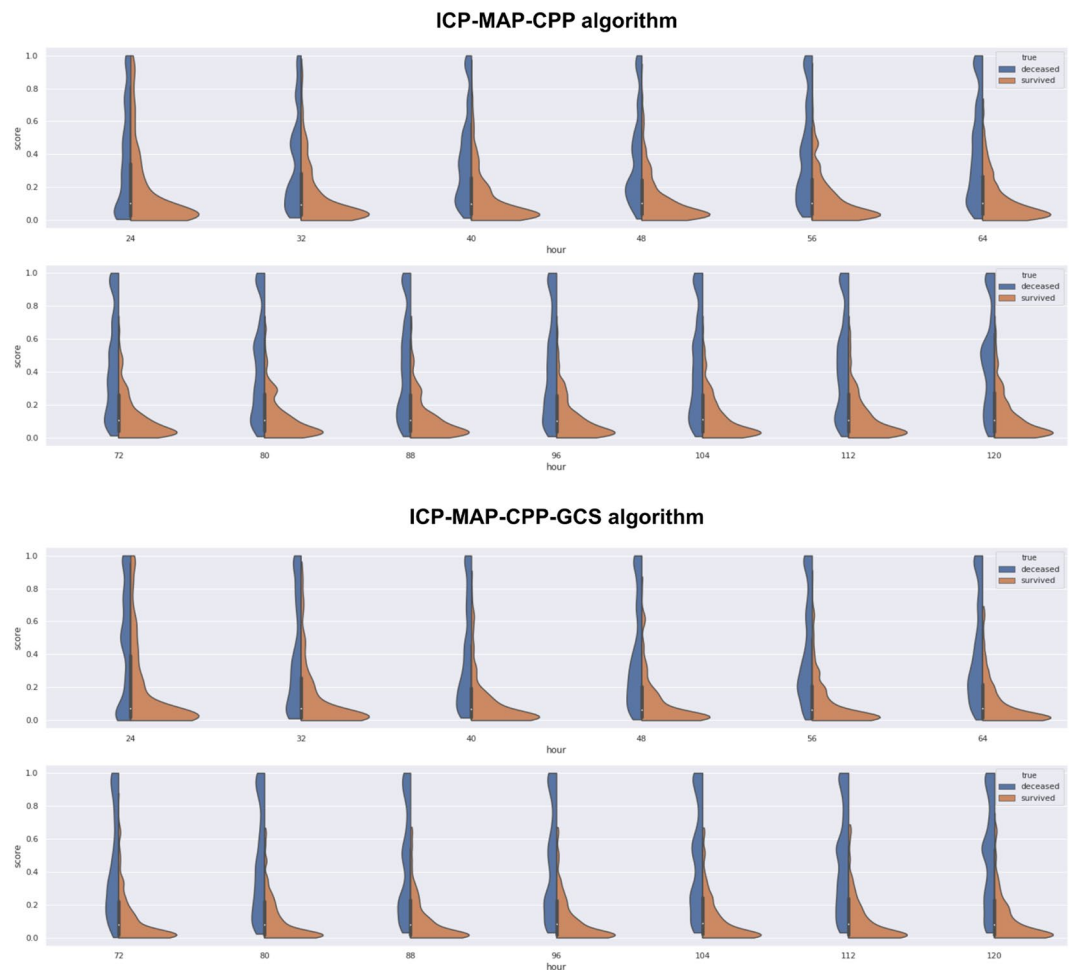 ICP-MAP-CPP algorithm
1.0
0.8
0.6
0.4
0.2
0.0
score
true
deceased
survived
24 32 40 48 56 64
hour
1.0
0.8
0.6
0.4
0.2
0.0
score
true
deceased
survived
72 80 88 96 104 112 120
hour
ICP-MAP-CPP-GCS algorithm
1.0
0.8
0.6
0.4
0.2
0.0
score
true
deceased
survived
24 32 40 48 56 64
hour
1.0
0.8
0.6
0.4
0.2
0.0
score
true
deceased
survived
72 80 88 96 104 112 120
hour